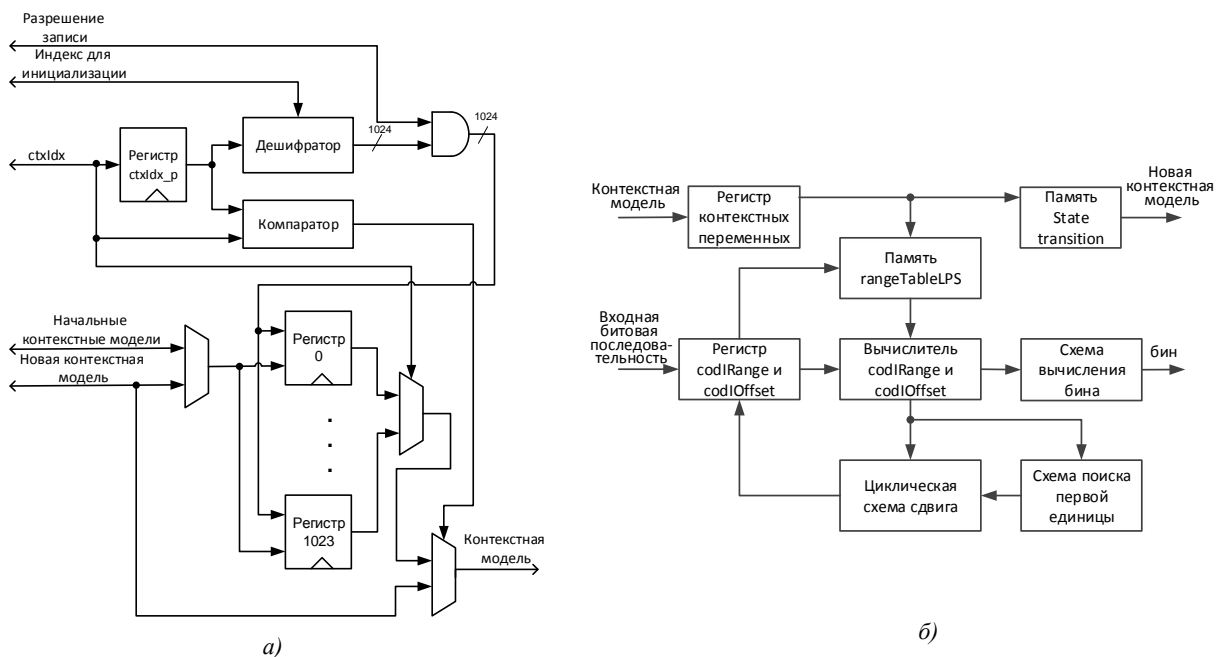 Разрешение
записи
Индекс для
инициализации
ctxIdx
Регистр
ctxIdx_p
Дешифратор
1024
1024
Компаратор
Начальные
контекстные модели
Новая контекстная
модель
Регистр
0
.
.
.
Регистр
1023
Контекстная
модель
а)
Контекстная
модель
Регистр
контекстных
переменных
Память
State
transition
Новая
контекстная
модель
Память
rangeTableLPS
Входная
битовая
последова-
тельность
Регистр
codIRange и
codIOffset
Вычислитель
codIRange и
codIOffset
Схема
вычисления
бина
бин
Циклическая
схема сдвига
Схема поиска
первой
единицы
б)